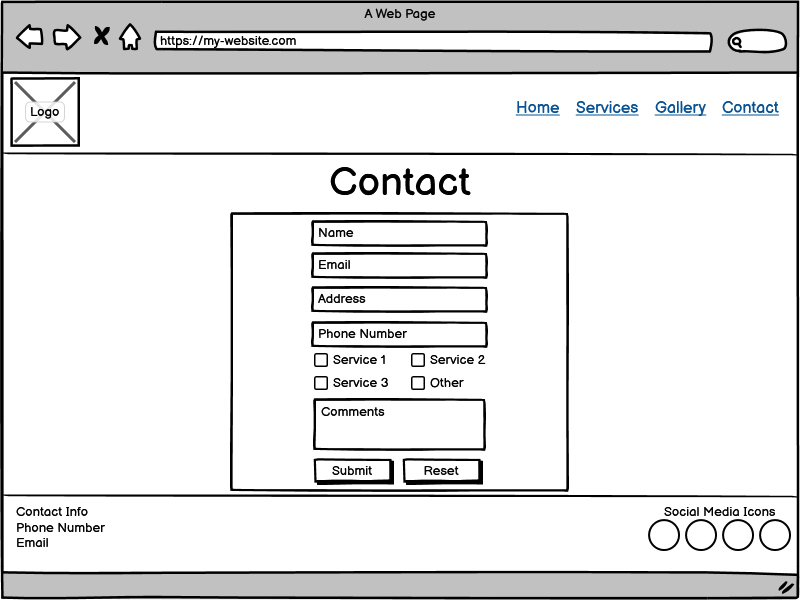 A Web Page
https://my-website.com
Logo
Home Services Gallery Contact
Contact
Name
Email
Address
Phone Number
Service 1 Service 2
Service 3 Other
Comments
Submit Reset
Contact Info
Phone Number
Email
Social Media Icons